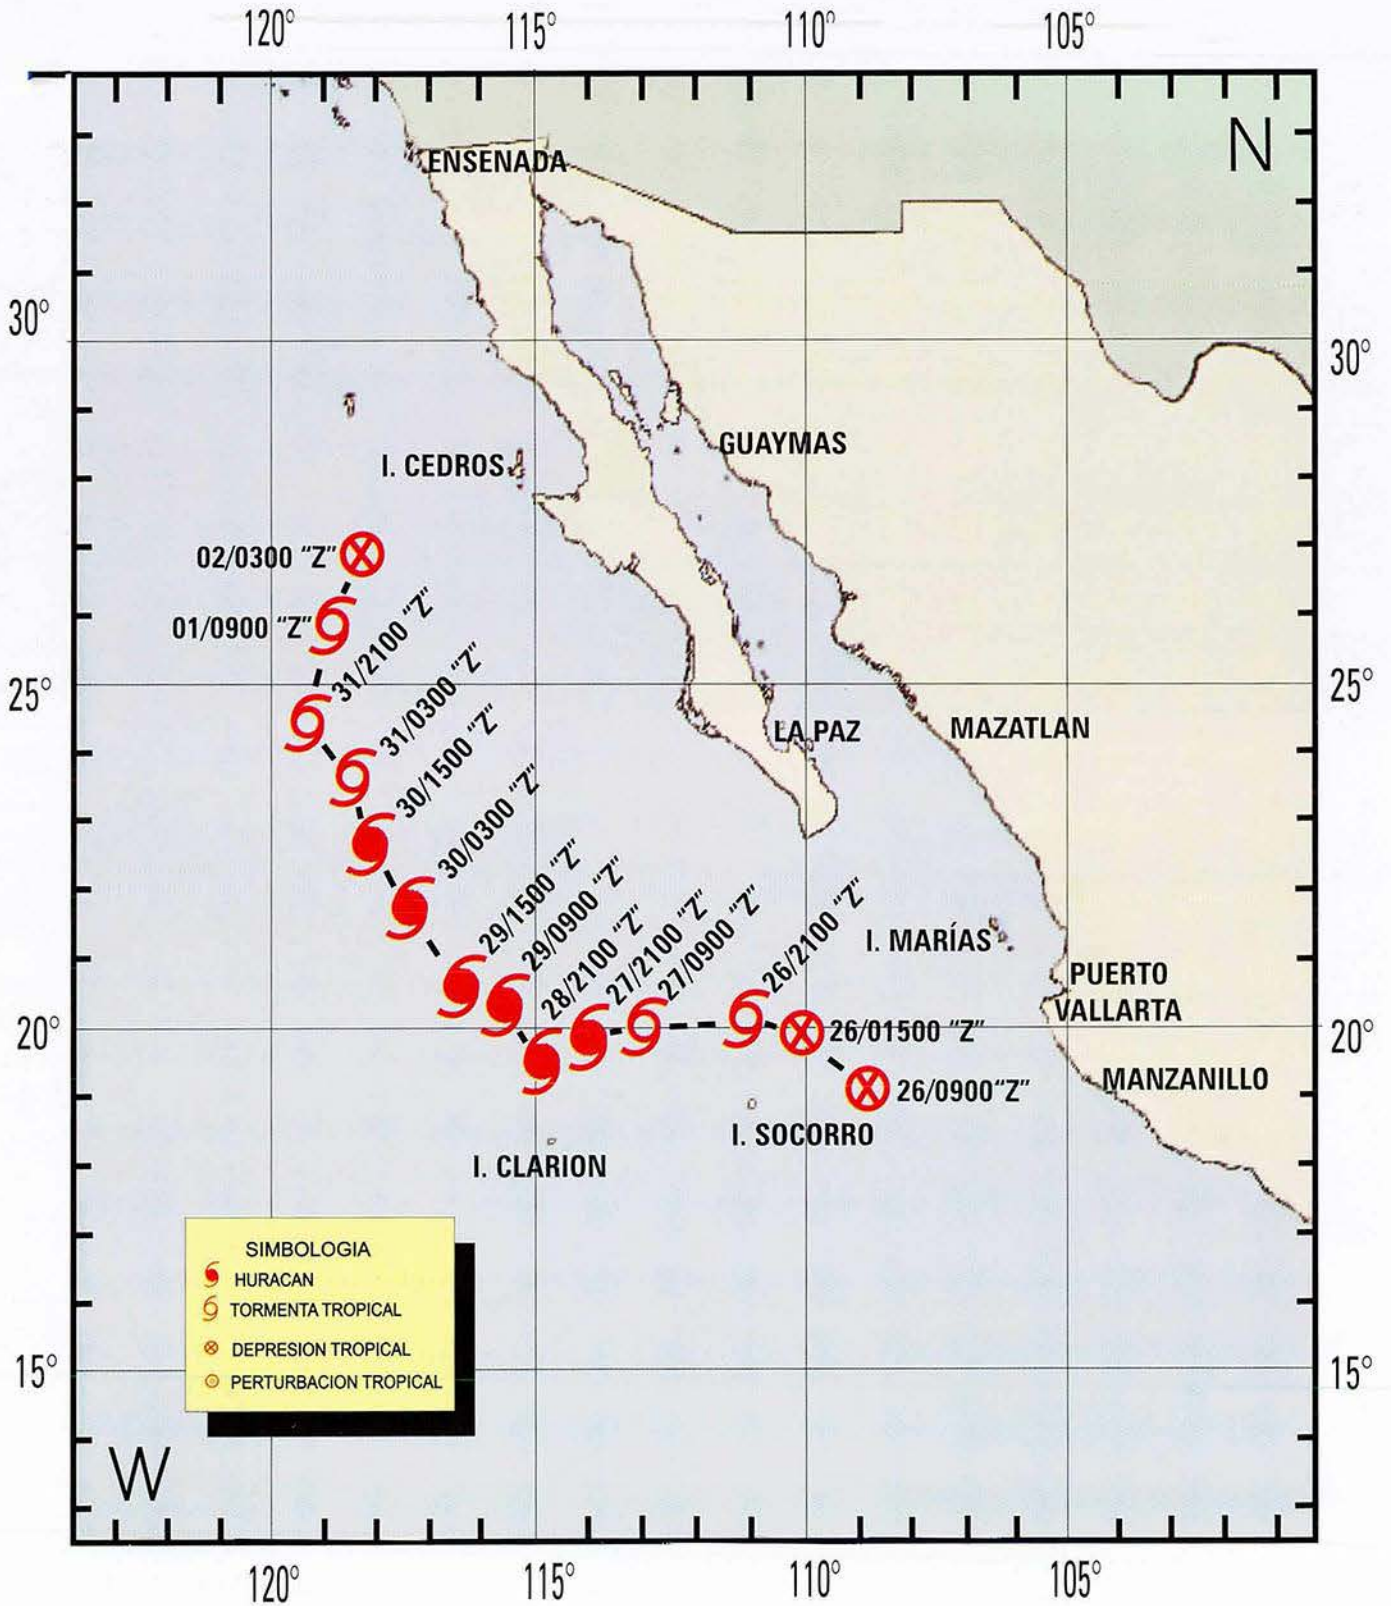 120° 115° 110° 105°
N
ENSENADA
30° 30°
GUAYMAS
I. CEDROS
02/0300 “Z”
01/0900 “Z”
31/2100 “Z”
31/0300 “Z”
25° 25°
30/1500 “Z”
LA PAZ
MAZATLAN
30/0300 “Z”
29/1500 “Z”
29/0900 “Z”
28/2100 “Z”
27/2100 “Z”
27/0900 “Z”
26/2100 “Z”
I. MARÍAS
PUERTO
VALLARTA
20° 20°
26/01500 “Z”
MANZANILLO
26/0900“Z”
I. SOCORRO
I. CLARION
SIMBOLOGIA
HURACAN
TORMENTA TROPICAL
DEPRESION TROPICAL
PERTURBACION TROPICAL
15° 15°
W
120° 115° 110° 105°